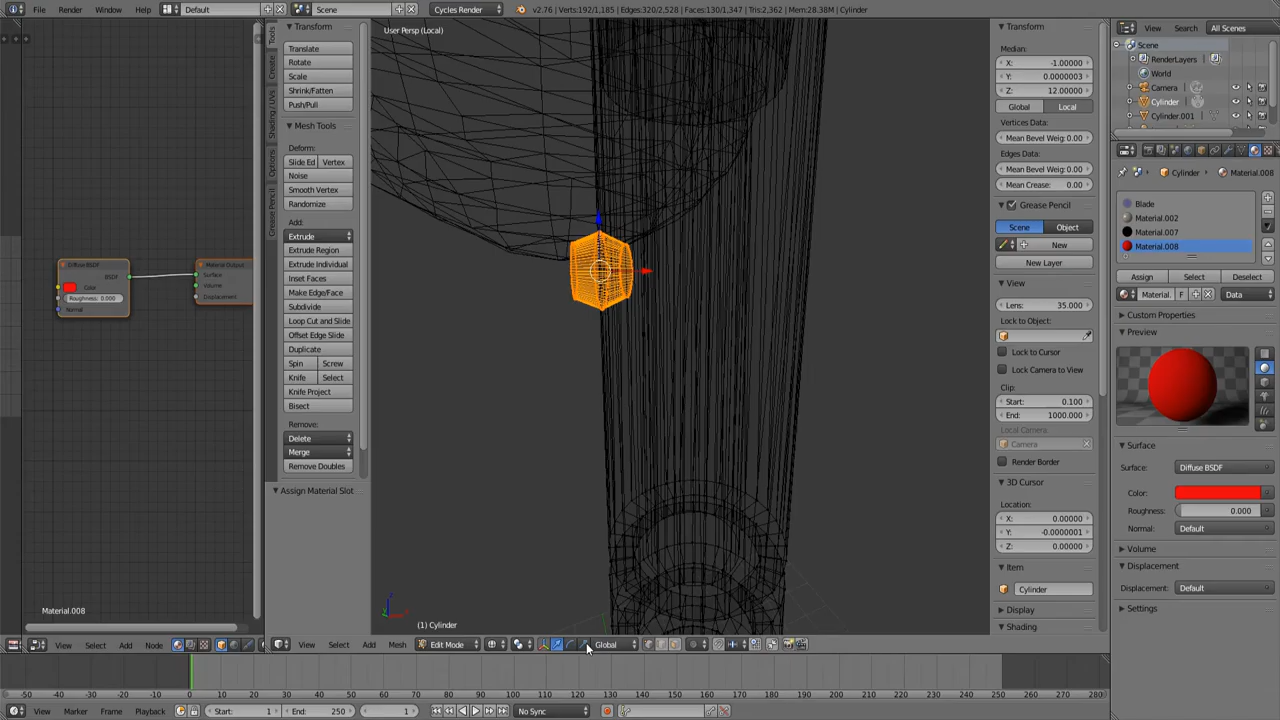 File Render Window Help Default Scene Cycles Render v2.76 | Verts:192/1,185 | Edges:320/2,528 | Faces:130/1,347 | Tris:2,362 | Mem:28.38M | Cylinder
User Persp (Local)
Tools
Create
Shading / UVs
Options
Grease Pencil
Transform
Translate
Rotate
Scale
Shrink/Fatten
Push/Pull
Mesh Tools
Deform:
Slide Ed Vertex
Noise
Smooth Vertex
Randomize
Add:
Extrude
Extrude Region
Extrude Individual
Inset Faces
Make Edge/Face
Subdivide
Loop Cut and Slide
Offset Edge Slide
Duplicate
Spin Screw
Knife Select
Knife Project
Bisect
Remove:
Delete
Merge
Remove Doubles
Assign Material Slot
Diffuse BSDF
BSDF
Color
Roughness: 0.000
Normal
Material Output
Surface
Volume
Displacement
Material.008
(1) Cylinder
Transform
Median:
X: -1.00000
Y: 0.0000003
Z: 12.00000
Global Local
Vertices Data:
Mean Bevel Weig: 0.00
Edges Data:
Mean Bevel Weig: 0.00
Mean Crease: 0.00
Grease Pencil
Scene Object
New
New Layer
View
Lens: 35.000
Lock to Object:
Lock to Cursor
Lock Camera to View
Clip:
Start: 0.100
End: 1000.000
Local Camera:
Camera
Render Border
3D Cursor
Location:
X: 0.00000
Y: -0.0000001
Z: 0.00000
Item
Cylinder
Display
Shading
View Search All Scenes
Scene
RenderLayers
World
Camera
Cylinder
Cylinder.001
Cylinder Material.008
Blade
Material.002
Material.007
Material.008
Assign Select Deselect
Material. F Data
Custom Properties
Preview
Surface
Surface: Diffuse BSDF
Color:
Roughness: 0.000
Normal: Default
Volume
Displacement
Displacement: Default
Settings
View Select Add Node
View Select Add Mesh Edit Mode Global
-50 -40 -30 -20 -10 0 10 20 30 40 50 60 70 80 90 100 110 120 130 140 150 160 170 180 190 200 210 220 230 240 250 260 270 280
View Marker Frame Playback Start: 1 End: 250 1 No Sync